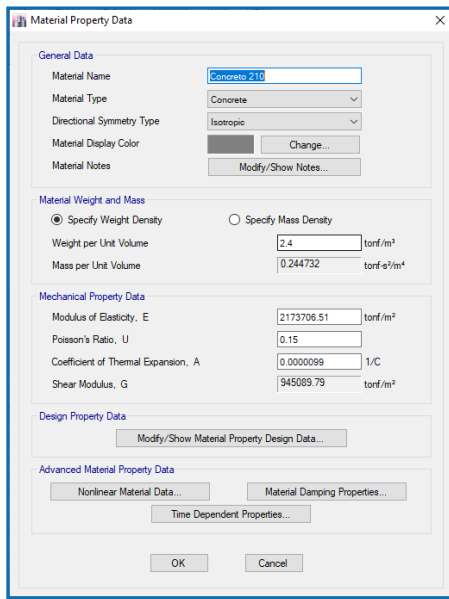 Material Property Data
General Data
Material Name Concreto 210
Material Type Concrete
Directional Symmetry Type Isotropic
Material Display Color Change...
Material Notes Modify/Show Notes...
Material Weight and Mass
Specify Weight Density Specify Mass Density
Weight per Unit Volume 2.4 tonf/m³
Mass per Unit Volume 0.244732 tonf-s²/m⁴
Mechanical Property Data
Modulus of Elasticity, E 2173706.51 tonf/m²
Poisson's Ratio, U 0.15
Coefficient of Thermal Expansion, A 0.0000099 1/C
Shear Modulus, G 945089.79 tonf/m²
Design Property Data
Modify/Show Material Property Design Data...
Advanced Material Property Data
Nonlinear Material Data... Material Damping Properties...
Time Dependent Properties...
OK Cancel